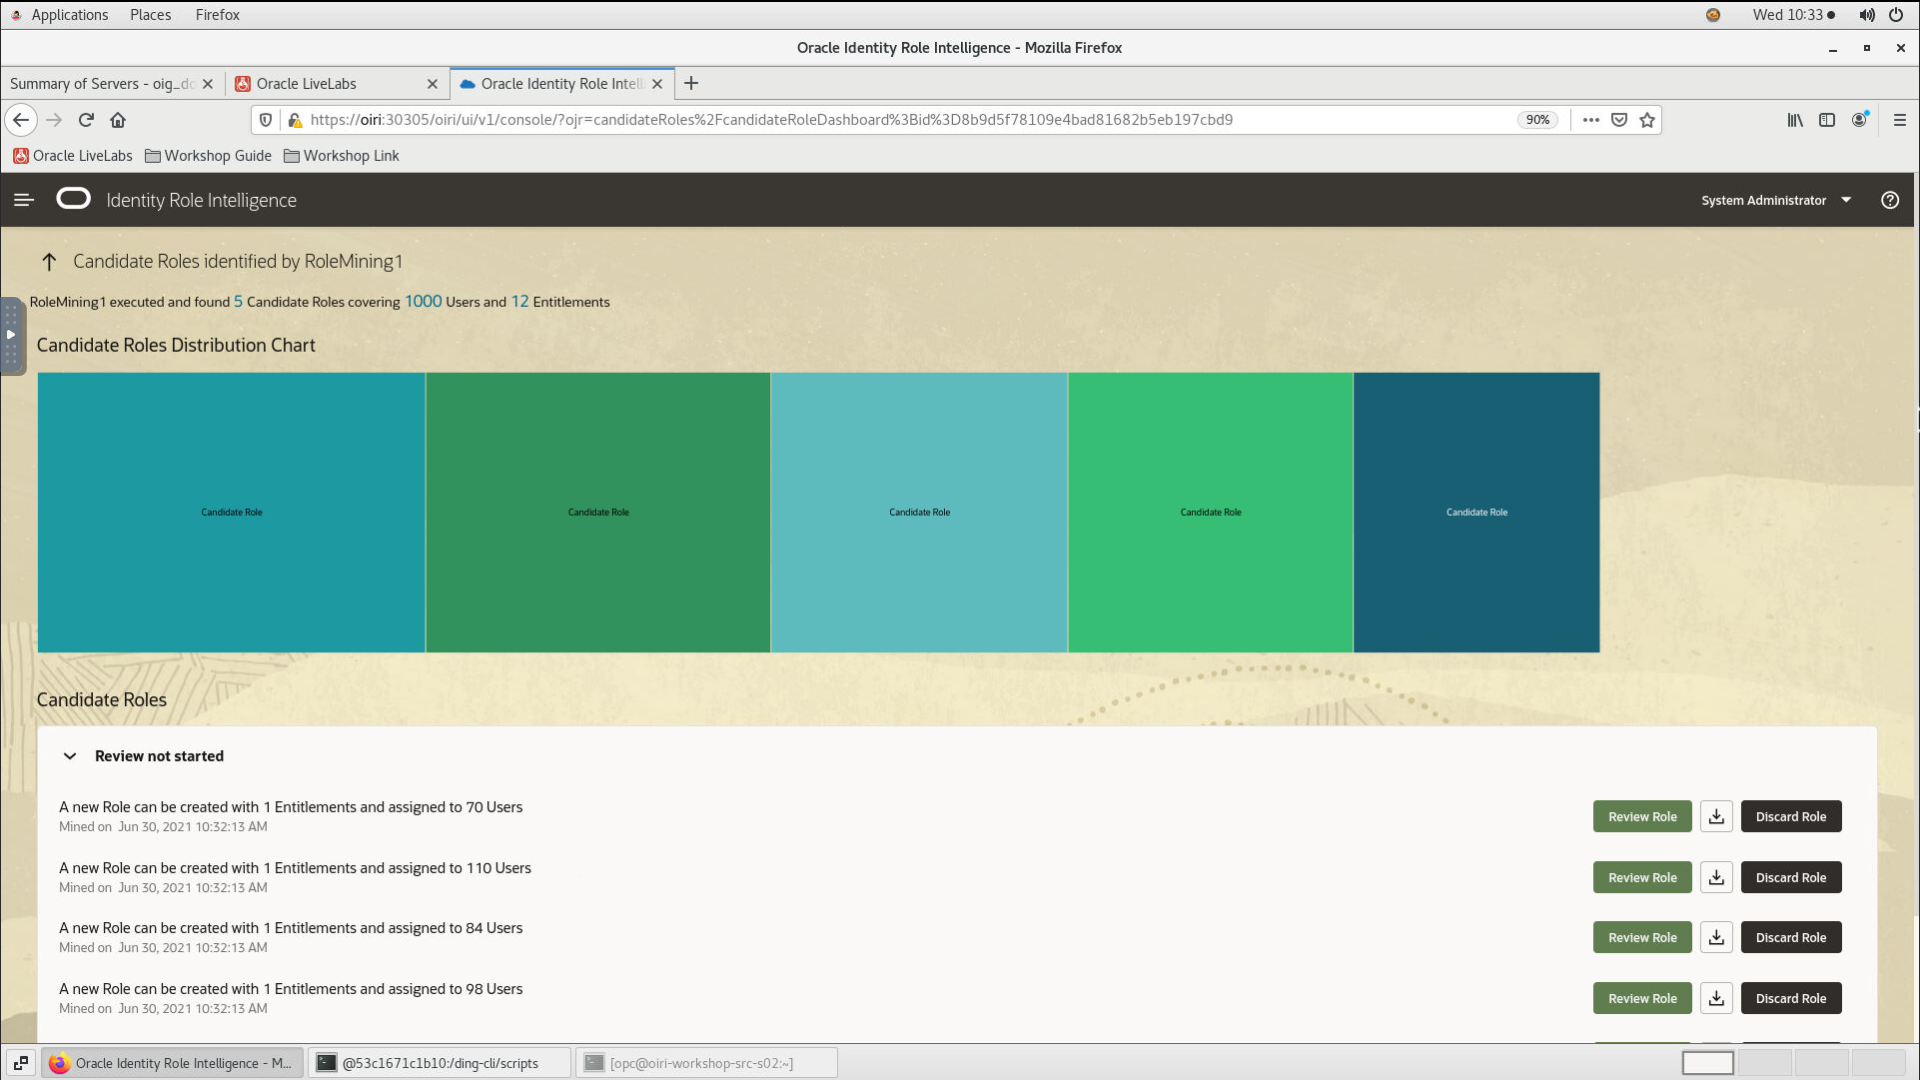 Applications Places Firefox Wed 10:33
Oracle Identity Role Intelligence - Mozilla Firefox
Summary of Servers - oig_do Oracle LiveLabs Oracle Identity Role Intell
https://oiri:30305/oiri/ui/v1/console/?ojr=candidateRoles%2FcandidateRoleDashboard%3Bid%3D8b9d5f78109e4bad81682b5eb197cbd9 90%
Oracle LiveLabs Workshop Guide Workshop Link
Identity Role Intelligence System Administrator
Candidate Roles identified by RoleMining1
RoleMining1 executed and found 5 Candidate Roles covering 1000 Users and 12 Entitlements
Candidate Roles Distribution Chart
Candidate Role Candidate Role Candidate Role Candidate Role Candidate Role
Candidate Roles
Review not started
A new Role can be created with 1 Entitlements and assigned to 70 Users
Mined on Jun 30, 2021 10:32:13 AM
Review Role Discard Role
A new Role can be created with 1 Entitlements and assigned to 110 Users
Mined on Jun 30, 2021 10:32:13 AM
Review Role Discard Role
A new Role can be created with 1 Entitlements and assigned to 84 Users
Mined on Jun 30, 2021 10:32:13 AM
Review Role Discard Role
A new Role can be created with 1 Entitlements and assigned to 98 Users
Mined on Jun 30, 2021 10:32:13 AM
Review Role Discard Role
Oracle Identity Role Intelligence - M... @53c1671c1b10:/ding-cli/scripts [opc@oiri-workshop-src-s02:~]